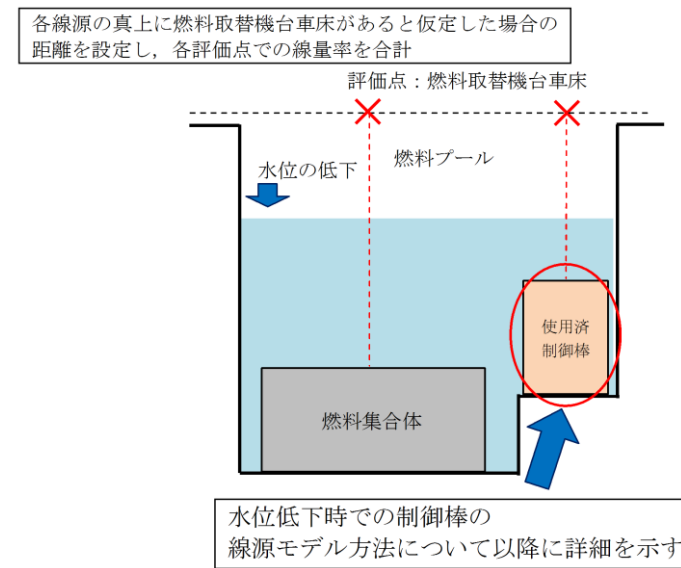 各線源の真上に燃料取替機台車床があると仮定した場合の
距離を設定し，各評価点での線量率を合計
評価点：燃料取替機台車床
燃料プール
水位の低下
使用済
制御棒
燃料集合体
水位低下時での制御棒の
線源モデル方法について以降に詳細を示す